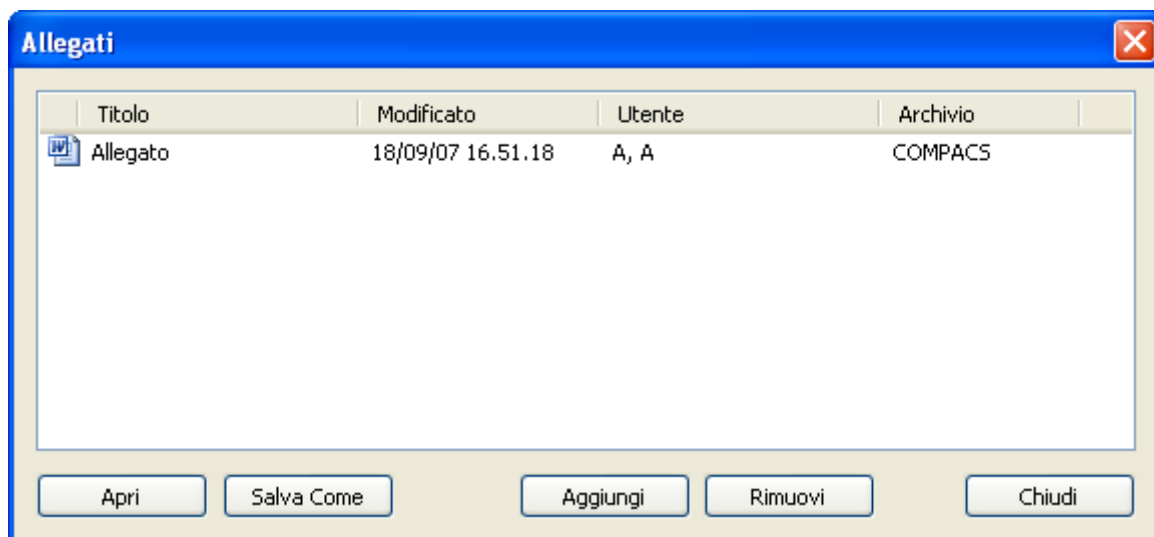 Allegati
Titolo Modificato Utente Archivio
Allegato 18/09/07 16.51.18 A, A COMPACS
Apri Salva Come Aggiungi Rimuovi Chiudi